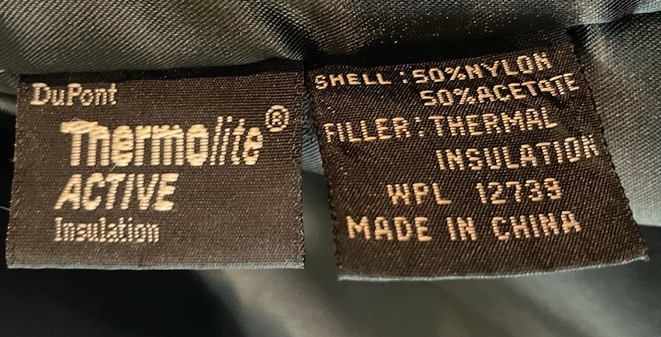 DuPont
Thermolite®
ACTIVE
Insulation
SHELL: 50%NYLON
50%ACETATE
FILLER: THERMAL
INSULATION
WPL 12739
MADE IN CHINA